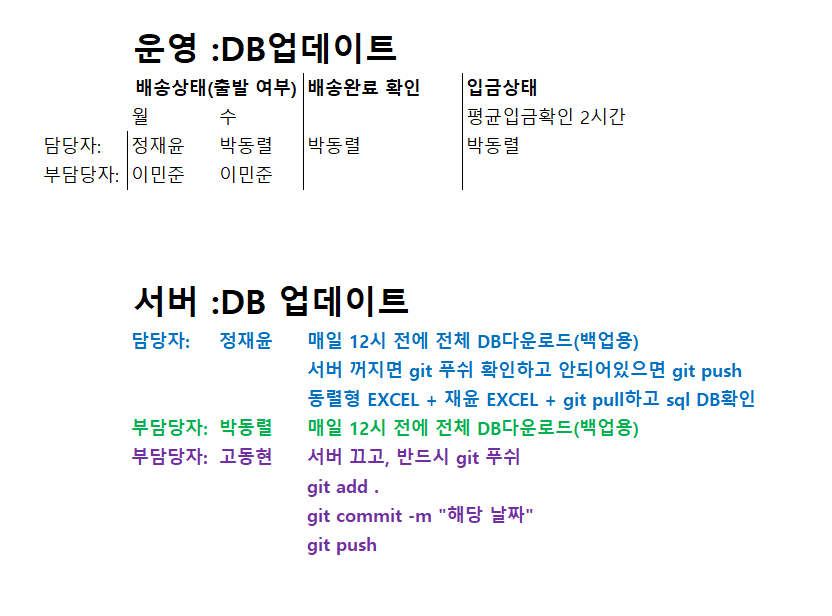 운영 :DB업데이트
배송상태(출발 여부) 배송완료 확인 입금상태
월 수 평균입금확인 2시간
담당자: 정재윤 박동렬 박동렬 박동렬
부담당자: 이민준 이민준
서버 :DB 업데이트
담당자: 정재윤 매일 12시 전에 전체 DB다운로드(백업용)
서버 꺼지면 git 푸쉬 확인하고 안되어있으면 git push
동렬형 EXCEL + 재윤 EXCEL + git pull하고 sql DB확인
부담당자: 박동렬 매일 12시 전에 전체 DB다운로드(백업용)
부담당자: 고동현 서버 끄고, 반드시 git 푸쉬
git add .
git commit -m "해당 날짜"
git push